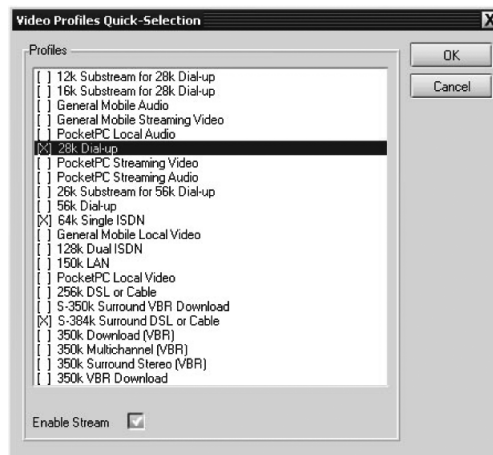 Video Profiles Quick-Selection X
Profiles
[ ] 12k Substream for 28k Dial-up
[ ] 16k Substream for 28k Dial-up
[ ] General Mobile Audio
[ ] General Mobile Streaming Video
[ ] PocketPC Local Audio
[X] 28k Dial-up
[ ] PocketPC Streaming Video
[ ] PocketPC Streaming Audio
[ ] 26k Substream for 56k Dial-up
[ ] 56k Dial-up
[X] 64k Single ISDN
[ ] General Mobile Local Video
[ ] 128k Dual ISDN
[ ] 150k LAN
[ ] PocketPC Local Video
[ ] 256k DSL or Cable
[ ] S-350k Surround VBR Download
[X] S-384k Surround DSL or Cable
[ ] 350k Download (VBR)
[ ] 350k Multichannel (VBR)
[ ] 350k Surround Stereo (VBR)
[ ] 350k VBR Download
Enable Stream
OK
Cancel